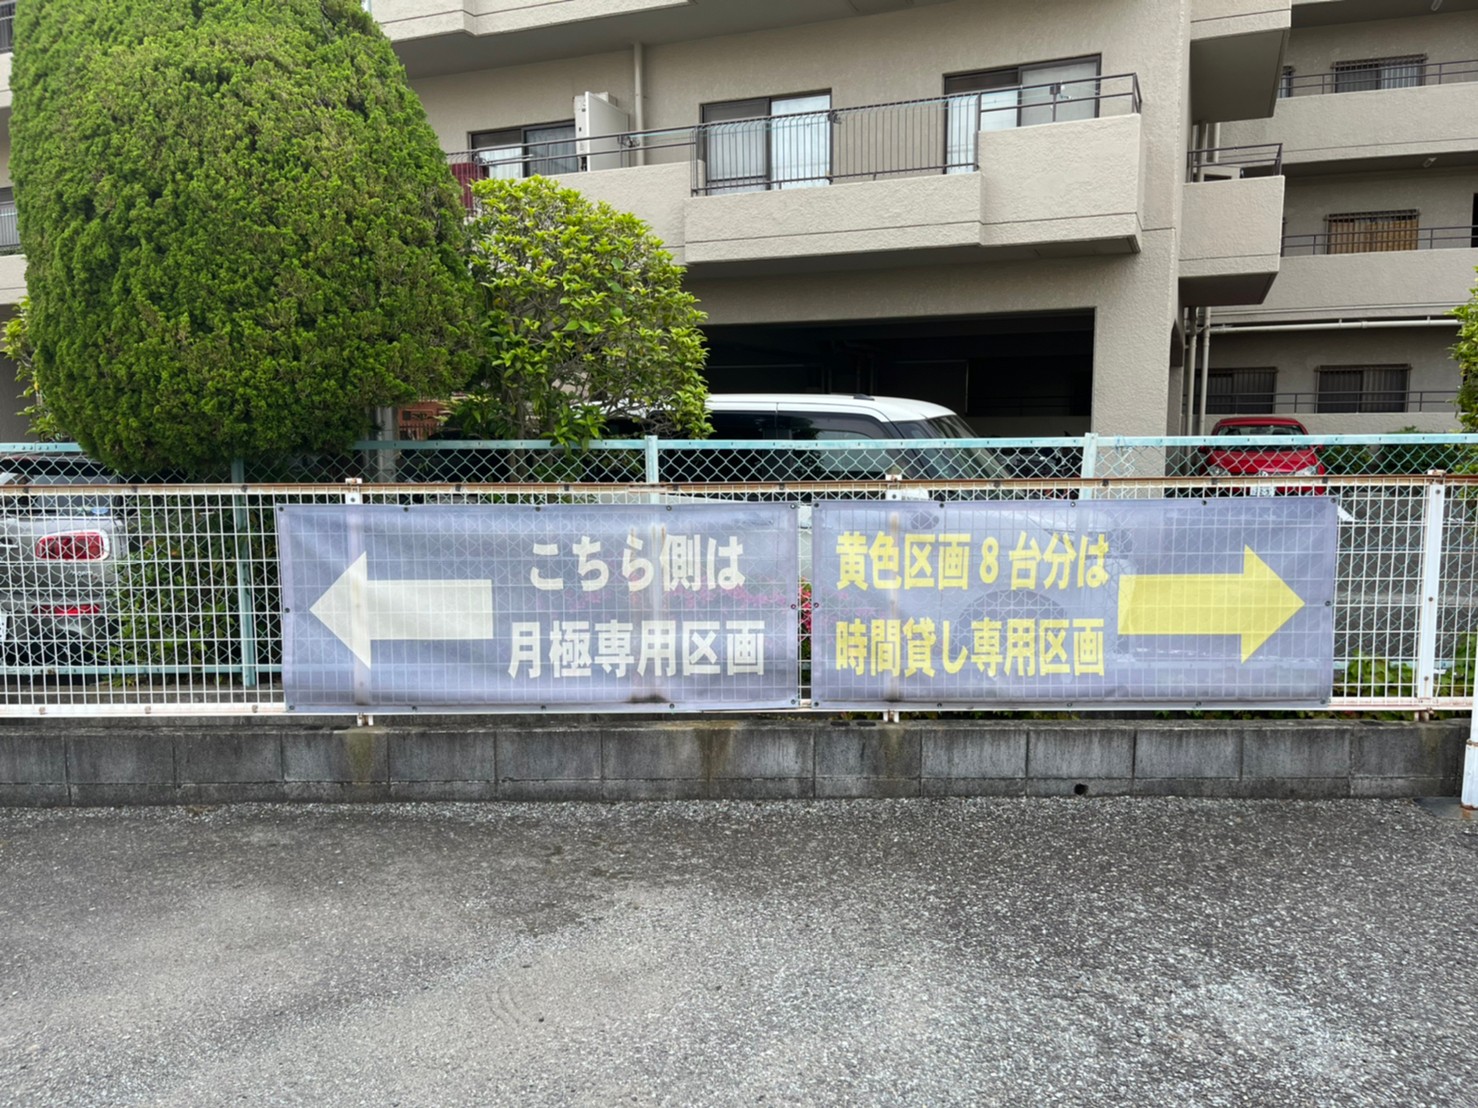 こちら側は
月極専用区画
黄色区画8台分は
時間貸し専用区画